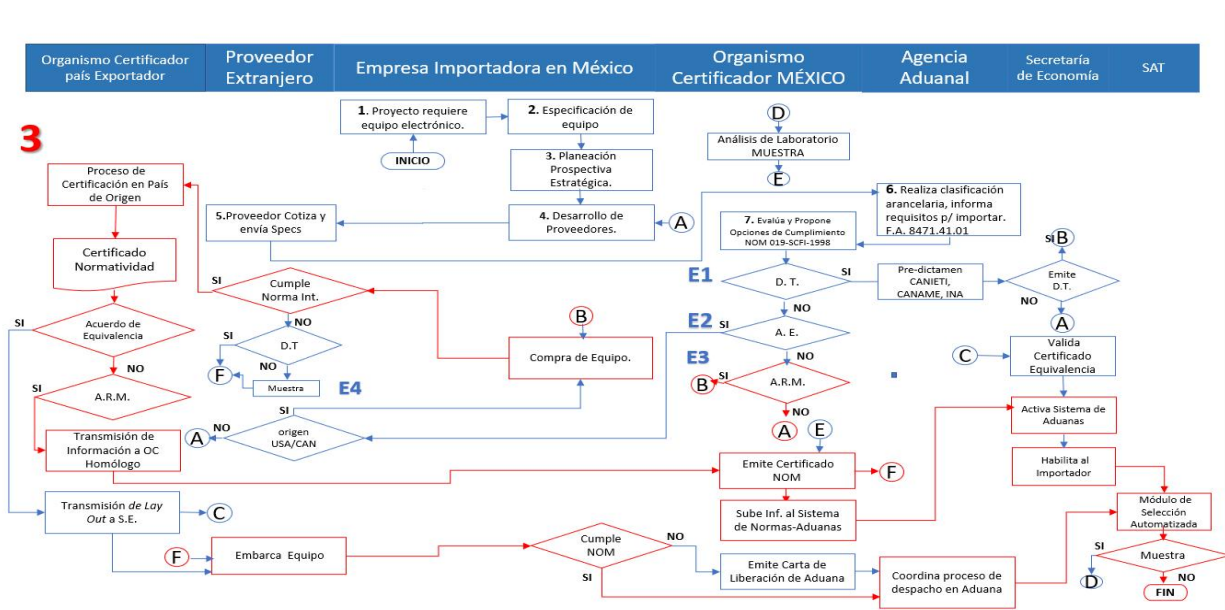 Organismo Certificador
país Exportador
Proveedor
Extranjero
Empresa Importadora en México
Organismo
Certificador MÉXICO
Agencia
Aduanal
Secretaría
de Economía
SAT
3
1. Proyecto requiere
equipo electrónico.
2. Especificación de
equipo
INICIO
3. Planeación
Prospectiva
Estratégica.
D
Análisis de Laboratorio
MUESTRA
E
Proceso de
Certificación en País
de Origen
5.Proveedor Cotiza y
envía Specs
4. Desarrollo de
Proveedores.
A
7. Evalúa y Propone
Opciones de Cumplimiento
NOM 019-SCFI-1998
6. Realiza clasificación
arancelaria, informa
requisitos p/ importar.
F.A. 8471.41.01
SÍ
B
Certificado
Normatividad
SI
Cumple
Norma Int.
NO
E1
D. T.
SI
NO
Pre-dictamen
CANIETI,
CANAME, INA
Emite
D.T.
NO
A
SI
Acuerdo de
Equivalencia
NO
SI
D.T
NO
F
Muestra
E4
B
Compra de Equipo.
E2
SI
A. E.
NO
E3
B
SI
A.R.M.
NO
A
C
Valida
Certificado
Equivalencia
SI
A.R.M.
SI
NO
A
origen
USA/CAN
E
Activa Sistema de
Aduanas
Transmisión de
Información a OC
Homólogo
Emite Certificado
NOM
F
Habilita al
Importador
Transmisión de Lay
Out a S.E.
C
Sube Inf. al Sistema
de Normas-Aduanas
Módulo de
Selección
Automatizada
F
Embarca Equipo
Cumple
NOM
NO
SI
Emite Carta de
Liberación de Aduana
Coordina proceso de
despacho en Aduana
SI
Muestra
NO
D
FIN